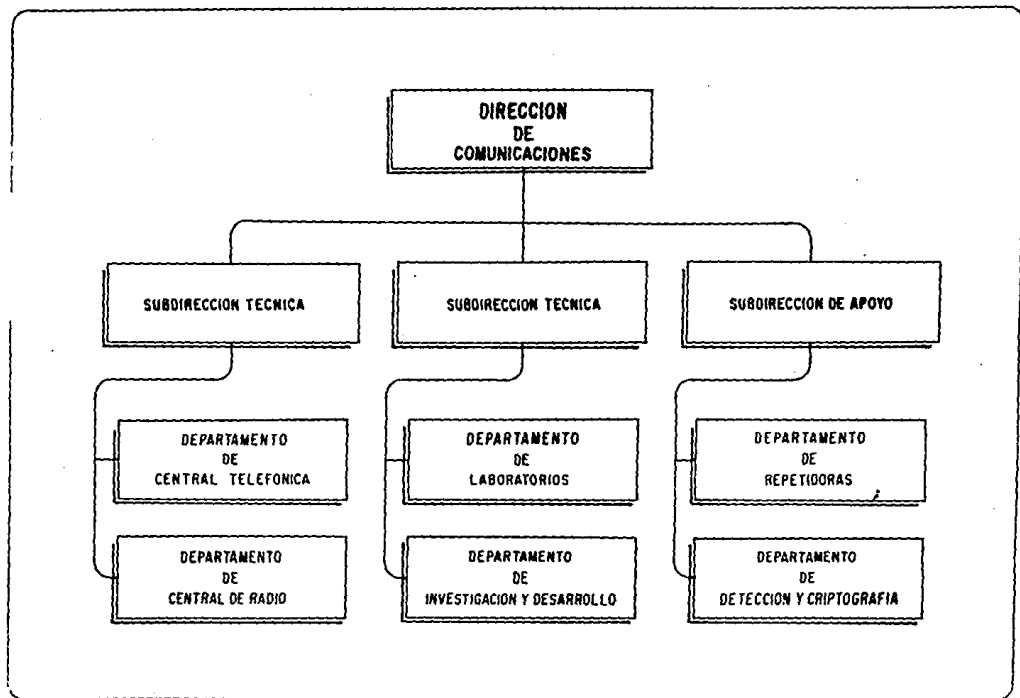 DIRECCION
DE
COMUNICACIONES
SUBDIRECCION TECNICA
SUBDIRECCION TECNICA
SUBDIRECCION DE APOYO
DEPARTAMENTO
DE
CENTRAL TELEFONICA
DEPARTAMENTO
DE
LABORATORIOS
DEPARTAMENTO
DE
REPETIDORAS
DEPARTAMENTO
DE
CENTRAL DE RADIO
DEPARTAMENTO
DE
INVESTIGACION Y DESARROLLO
DEPARTAMENTO
DE
DETECCION Y CRIPTOGRAFIA